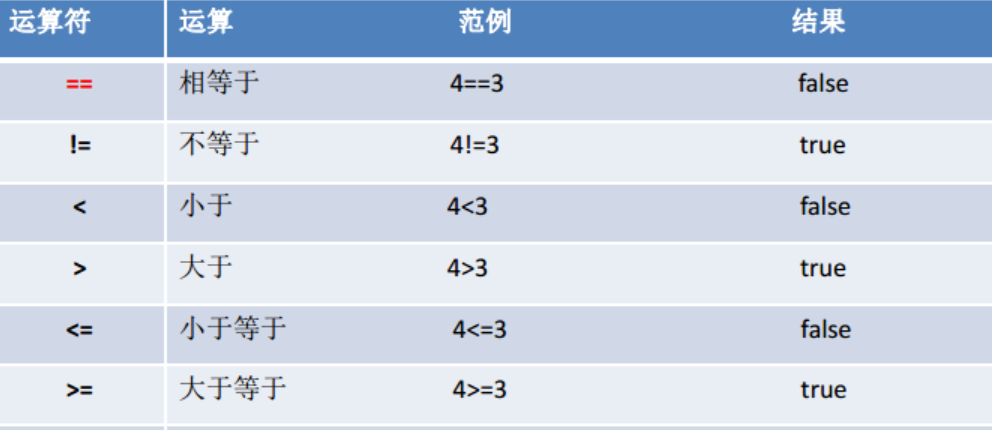 运算符 运算 范例 结果
== 相等于 4==3 false
!= 不等于 4!=3 true
< 小于 4<3 false
> 大于 4>3 true
<= 小于等于 4<=3 false
>= 大于等于 4>=3 true